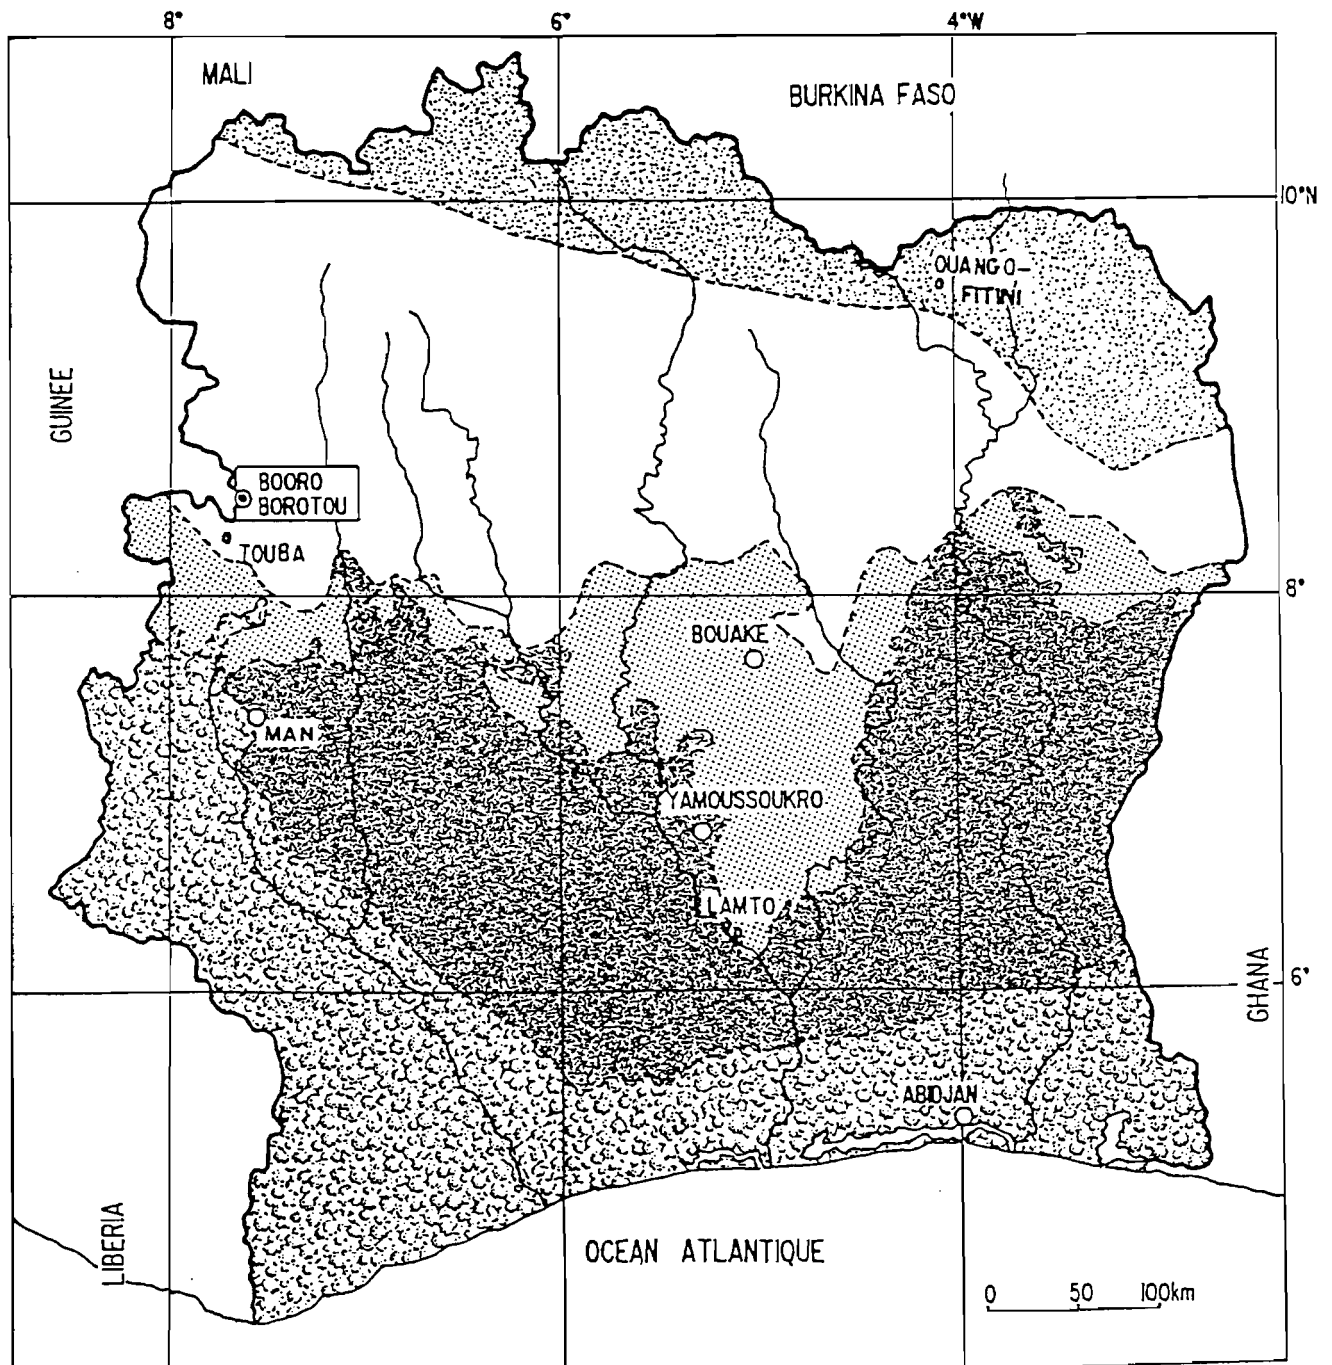 8°
6°
4°W
MALI
BURKINA FASO
10°N
OUANGO-
FITINI
GUINEE
BOORO
BOROTOU
TOUBA
8°
BOUAKE
MAN
YAMOUSSOUKRO
LAMTO
6°
GHANA
ABIDJAN
LIBERIA
OCEAN ATLANTIQUE
0 50 100km